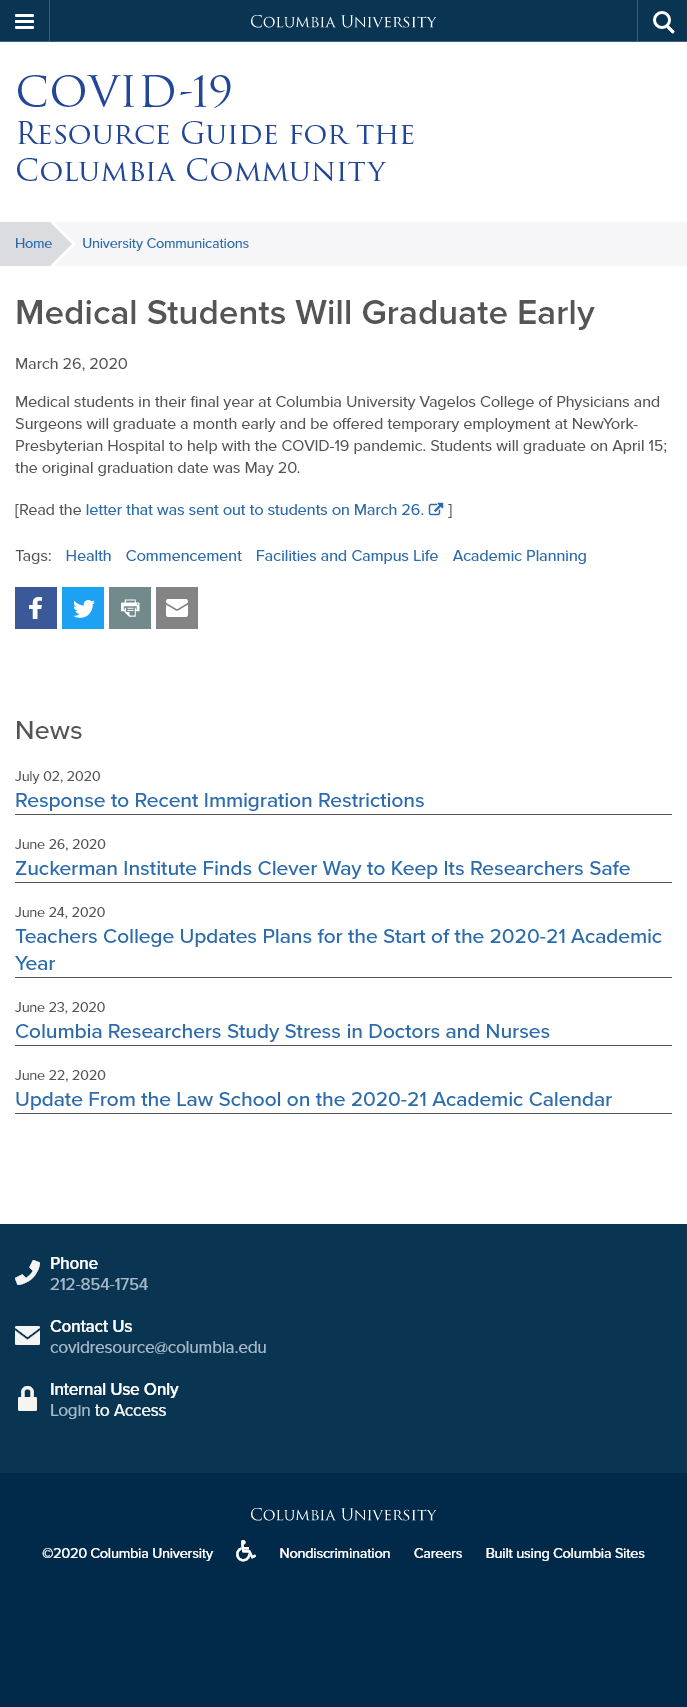 Columbia University
COVID-19
Resource Guide for the
Columbia Community
Home University Communications
Medical Students Will Graduate Early
March 26, 2020
Medical students in their final year at Columbia University Vagelos College of Physicians and
Surgeons will graduate a month early and be offered temporary employment at NewYork-
Presbyterian Hospital to help with the COVID-19 pandemic. Students will graduate on April 15;
the original graduation date was May 20.
[Read the letter that was sent out to students on March 26. ]
Tags: Health Commencement Facilities and Campus Life Academic Planning
News
July 02, 2020
Response to Recent Immigration Restrictions
June 26, 2020
Zuckerman Institute Finds Clever Way to Keep Its Researchers Safe
June 24, 2020
Teachers College Updates Plans for the Start of the 2020-21 Academic
Year
June 23, 2020
Columbia Researchers Study Stress in Doctors and Nurses
June 22, 2020
Update From the Law School on the 2020-21 Academic Calendar
Phone
212-854-1754
Contact Us
covidresource@columbia.edu
Internal Use Only
Login to Access
Columbia University
©2020 Columbia University Nondiscrimination Careers Built using Columbia Sites